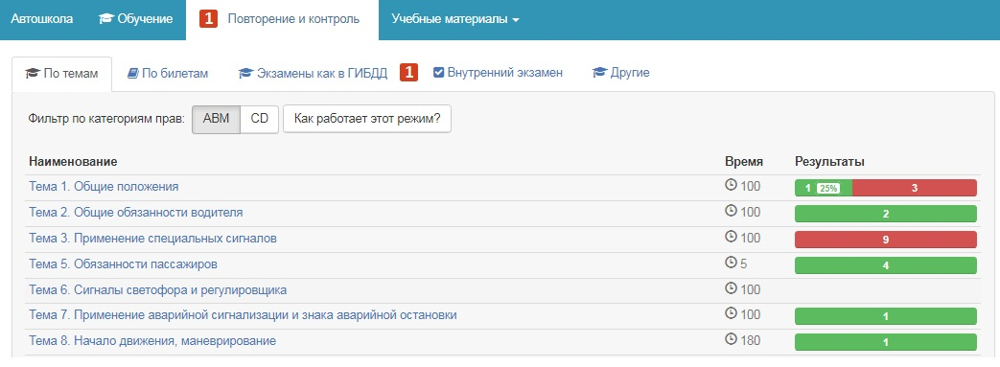 Автошкола Обучение 1 Повторение и контроль Учебные материалы
По темам По билетам Экзамены как в ГИБДД 1 Внутренний экзамен Другие
Фильтр по категориям прав: ABM CD Как работает этот режим?
Наименование Время Результаты
Тема 1. Общие положения 100 1 25% 3
Тема 2. Общие обязанности водителя 100 2
Тема 3. Применение специальных сигналов 100 9
Тема 5. Обязанности пассажиров 5 4
Тема 6. Сигналы светофора и регулировщика 100
Тема 7. Применение аварийной сигнализации и знака аварийной остановки 100 1
Тема 8. Начало движения, маневрирование 180 1